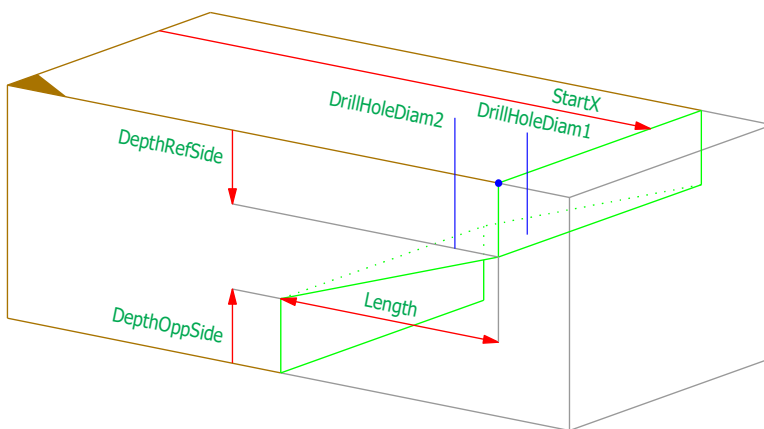 StartX
DrillHoleDiam2
DrillHoleDiam1
DepthRefSide
Length
DepthOppSide